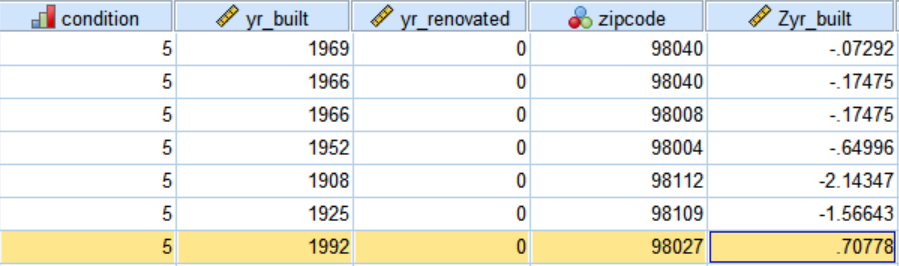 condition yr_built yr_renovated zipcode Zyr_built
5 1969 0 98040 -.07292
5 1966 0 98040 -.17475
5 1966 0 98008 -.17475
5 1952 0 98004 -.64996
5 1908 0 98112 -2.14347
5 1925 0 98109 -1.56643
5 1992 0 98027 .70778